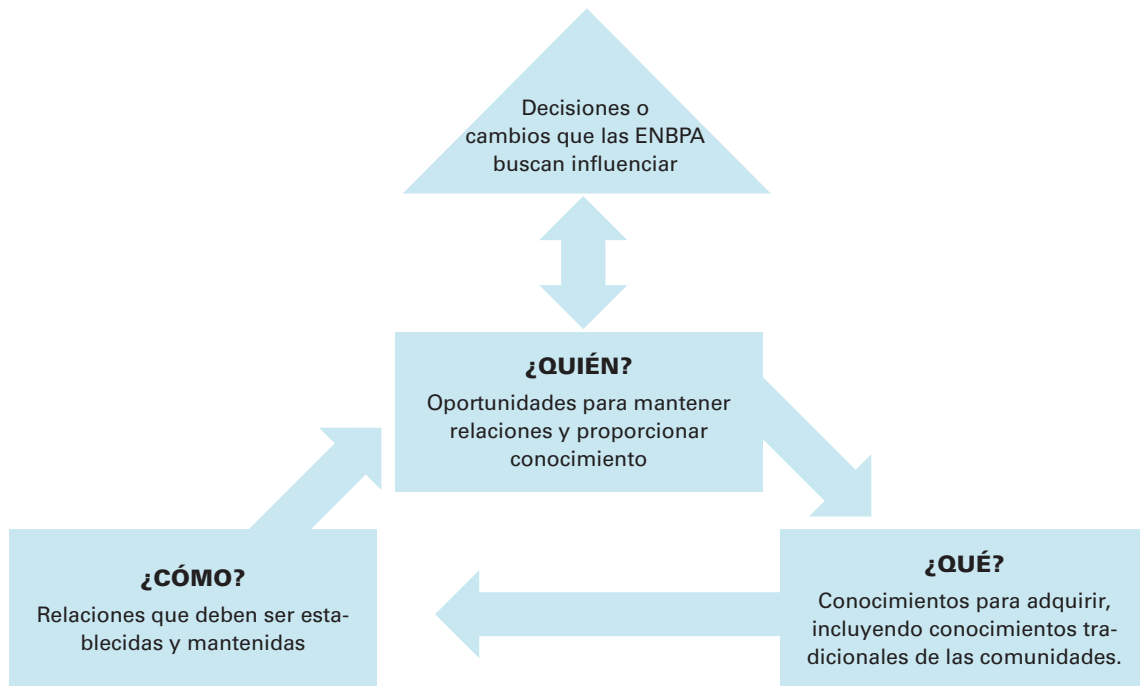 Decisiones o
cambios que las ENBPA
buscan influenciar
¿QUIÉN?
Oportunidades para mantener
relaciones y proporcionar
conocimiento
¿CÓMO?
Relaciones que deben ser esta-
blecidas y mantenidas
¿QUÉ?
Conocimientos para adquirir,
incluyendo conocimientos tra-
dicionales de las comunidades.